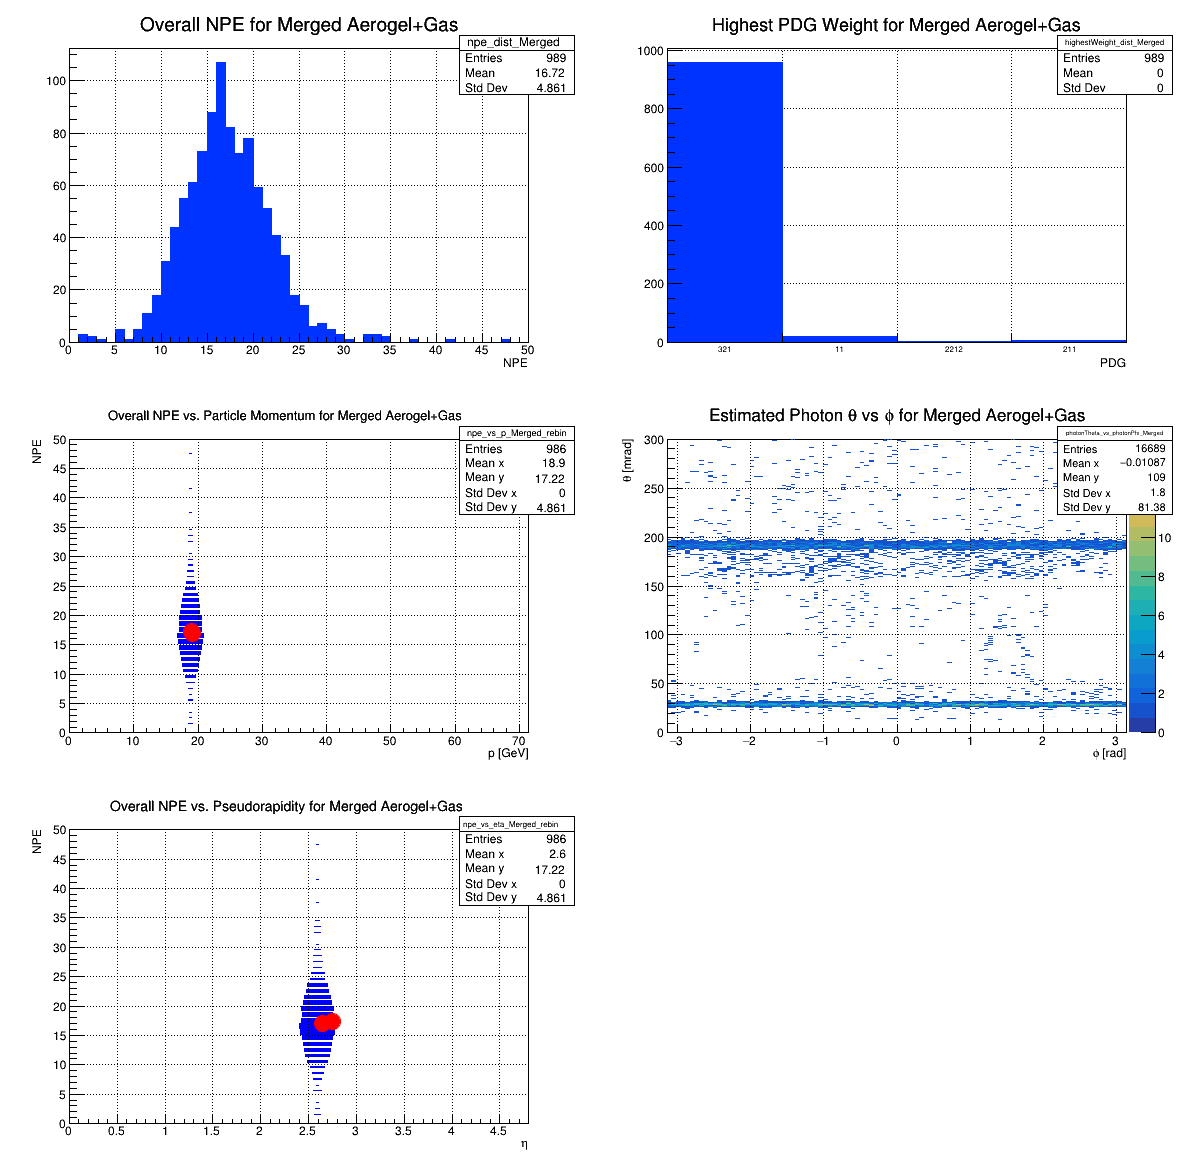 Overall NPE for Merged Aerogel+Gas
npe_dist_Merged
Entries 989
Mean 16.72
Std Dev 4.861
100
80
60
40
20
0
0 5 10 15 20 25 30 35 40 45 50
NPE
Highest PDG Weight for Merged Aerogel+Gas
highestWeight_dist_Merged
Entries 989
Mean 0
Std Dev 0
1000
800
600
400
200
0
321 11 2212 211
PDG
Overall NPE vs. Particle Momentum for Merged Aerogel+Gas
npe_vs_p_Merged_rebin
Entries 986
Mean x 18.9
Mean y 17.22
Std Dev x 0
Std Dev y 4.861
NPE
50
45
40
35
30
25
20
15
10
5
0
0 10 20 30 40 50 60 70
p [GeV]
Estimated Photon θ vs ϕ for Merged Aerogel+Gas
photonTheta_vs_photonPhi_Merged
Entries 16689
Mean x −0.01087
Mean y 109
Std Dev x 1.8
Std Dev y 81.38
θ [mrad]
300
250
200
150
100
50
0
−3 −2 −1 0 1 2 3
ϕ [rad]
10
8
6
4
2
0
Overall NPE vs. Pseudorapidity for Merged Aerogel+Gas
npe_vs_eta_Merged_rebin
Entries 986
Mean x 2.6
Mean y 17.22
Std Dev x 0
Std Dev y 4.861
NPE
50
45
40
35
30
25
20
15
10
5
0
0 0.5 1 1.5 2 2.5 3 3.5 4 4.5
η